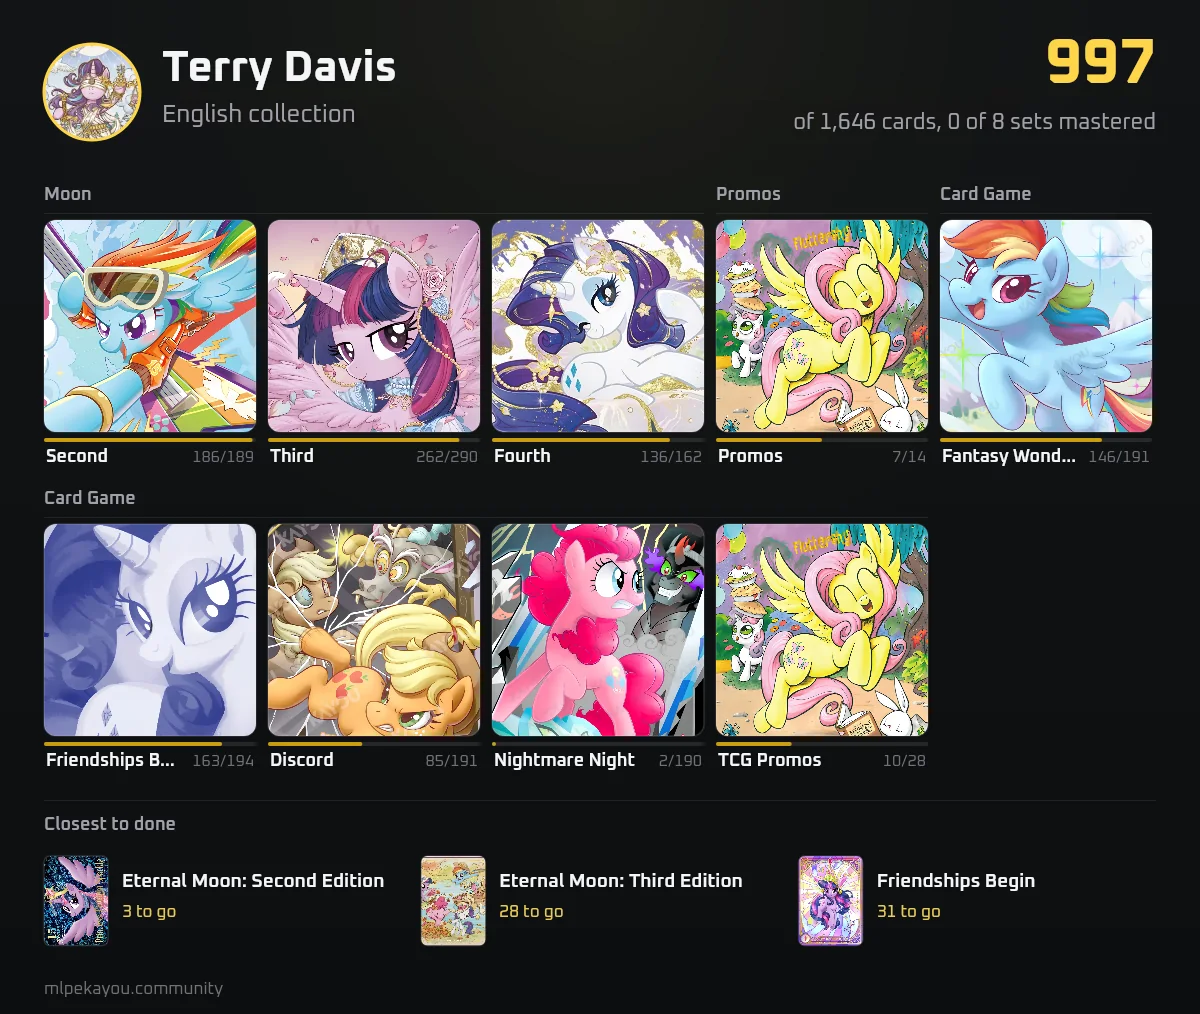 Terry Davis
English collection
997
of 1,646 cards, 0 of 8 sets mastered
Moon
Promos
Card Game
fluttershy
Second 186/189
Third 262/290
Fourth 136/162
Promos 7/14
Fantasy Wond... 146/191
Card Game
fluttershy
Friendships B... 163/194
Discord 85/191
Nightmare Night 2/190
TCG Promos 10/28
Closest to done
Eternal Moon: Second Edition
3 to go
Eternal Moon: Third Edition
28 to go
Friendships Begin
31 to go
mlpekayou.community